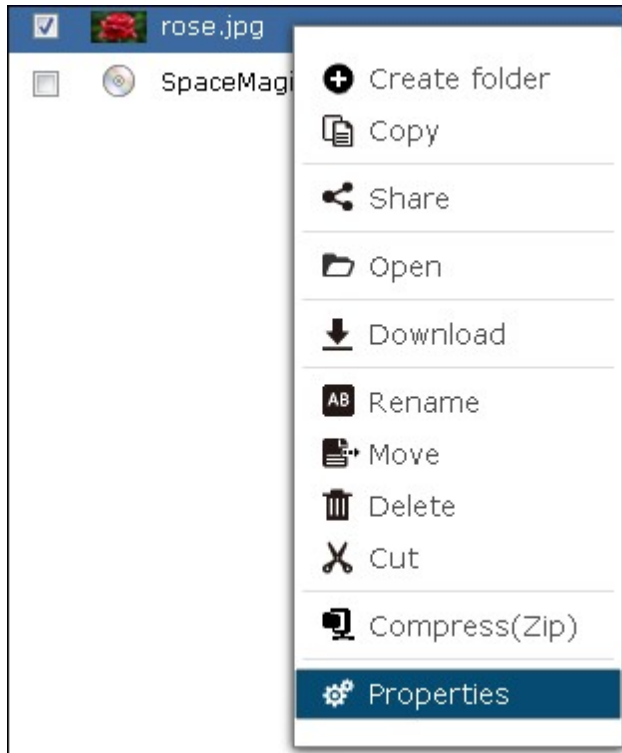 rose.jpg
SpaceMagi
Create folder
Copy
Share
Open
Download
AB Rename
Move
Delete
Cut
Compress(Zip)
Properties